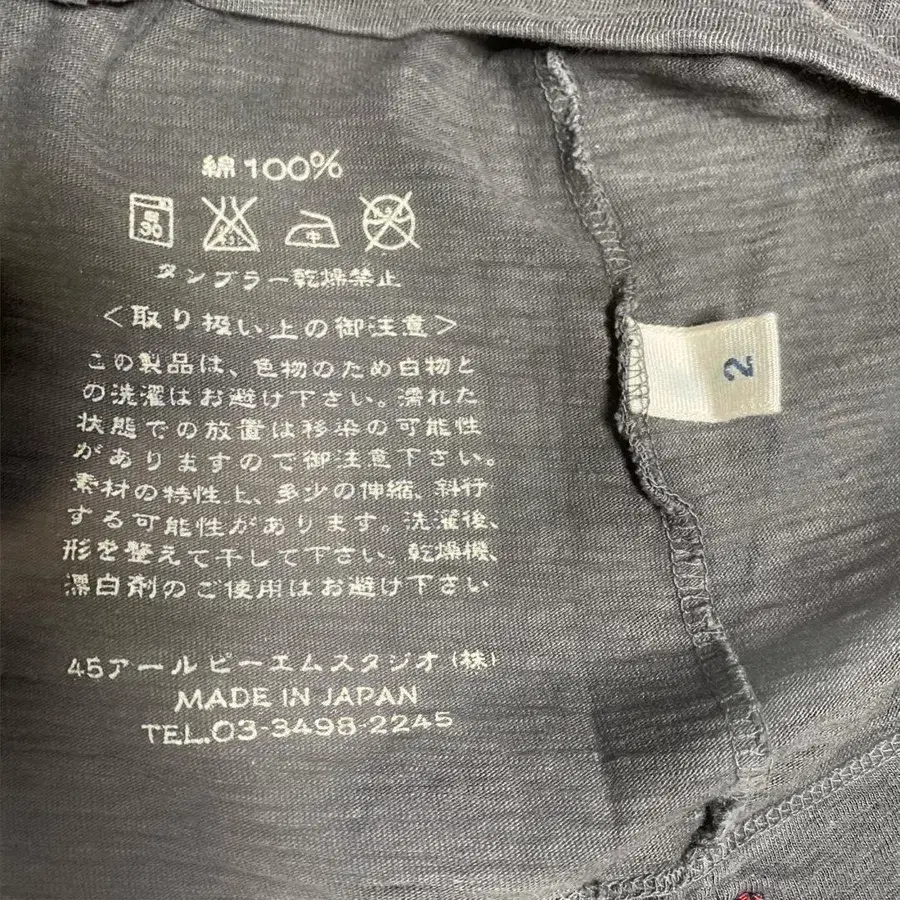 綿100%
30
中
タンブラー乾燥禁止
<取り扱い上の御注意>
この製品は、色物のため白物と
の洗濯はお避け下さい。濡れた
状態での放置は移染の可能性
がありますので御注意下さい。
素材の特性上、多少の伸縮、斜行
する可能性があります。洗濯後、
形を整えて干して下さい。乾燥機、
漂白剤のご使用はお避け下さい
45アールピーエムスタジオ(株)
MADE IN JAPAN
TEL.03-3498-2245
2